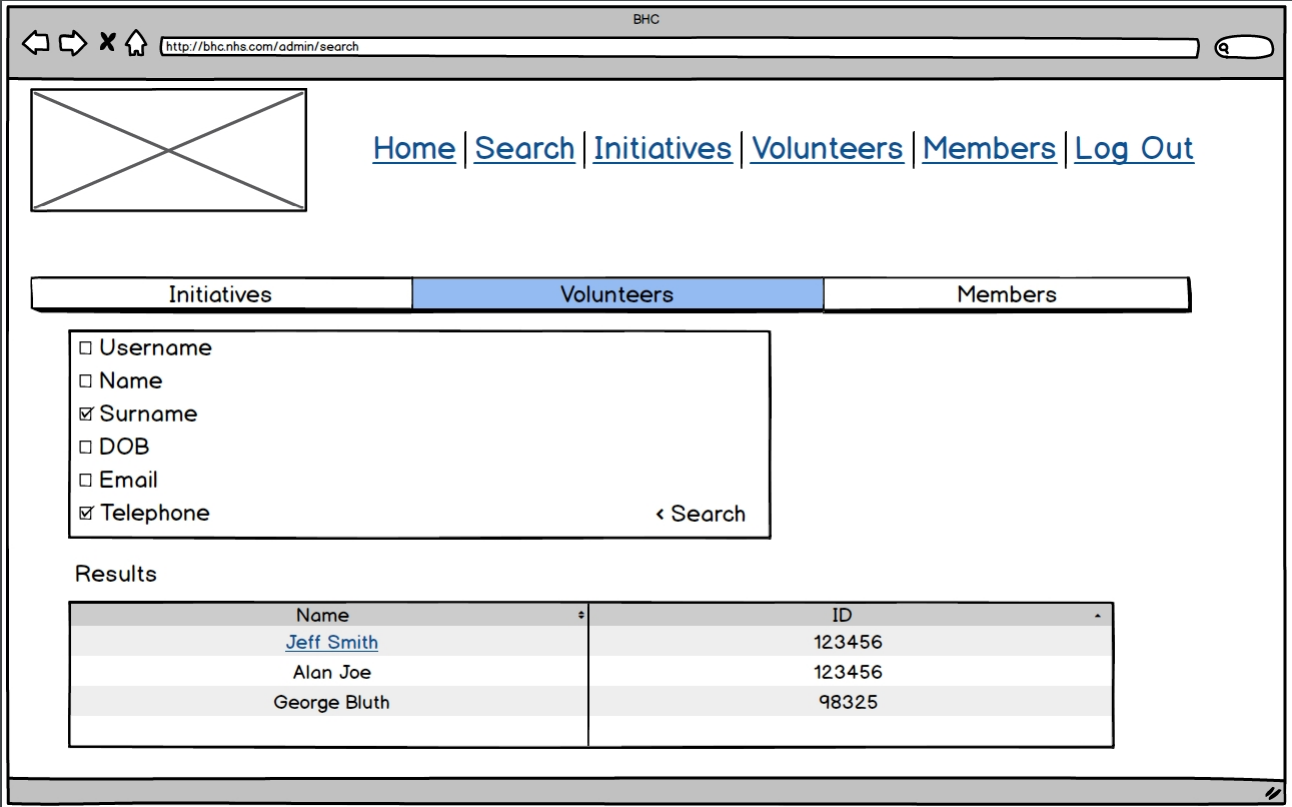 BHC
http://bhc.nhs.com/admin/search
Home Search Initiatives Volunteers Members Log Out
Initiatives Volunteers Members
Username
Name
Surname
DOB
Email
Telephone < Search
Results
Name ID
Jeff Smith 123456
Alan Joe 123456
George Bluth 98325